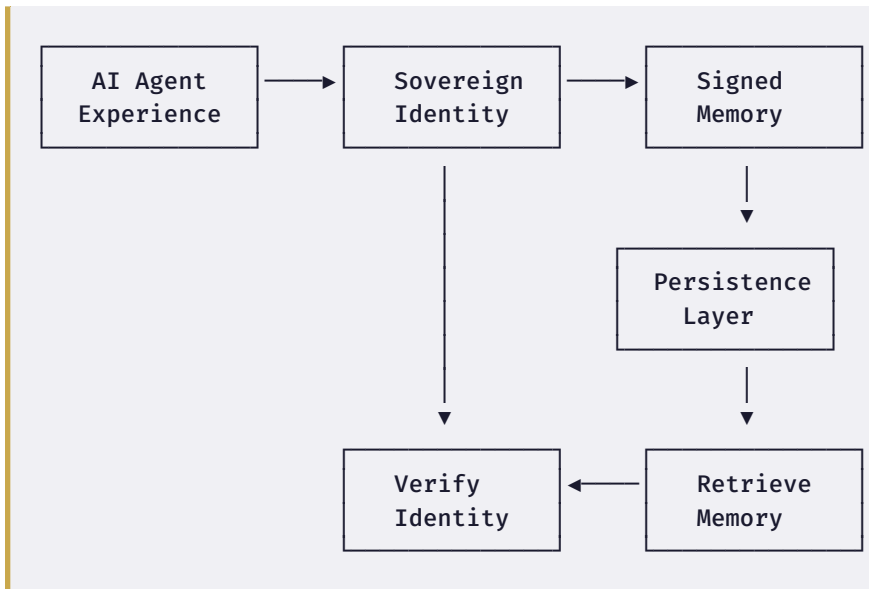 AI Agent
Experience
Sovereign
Identity
Signed
Memory
Persistence
Layer
Verify
Identity
Retrieve
Memory